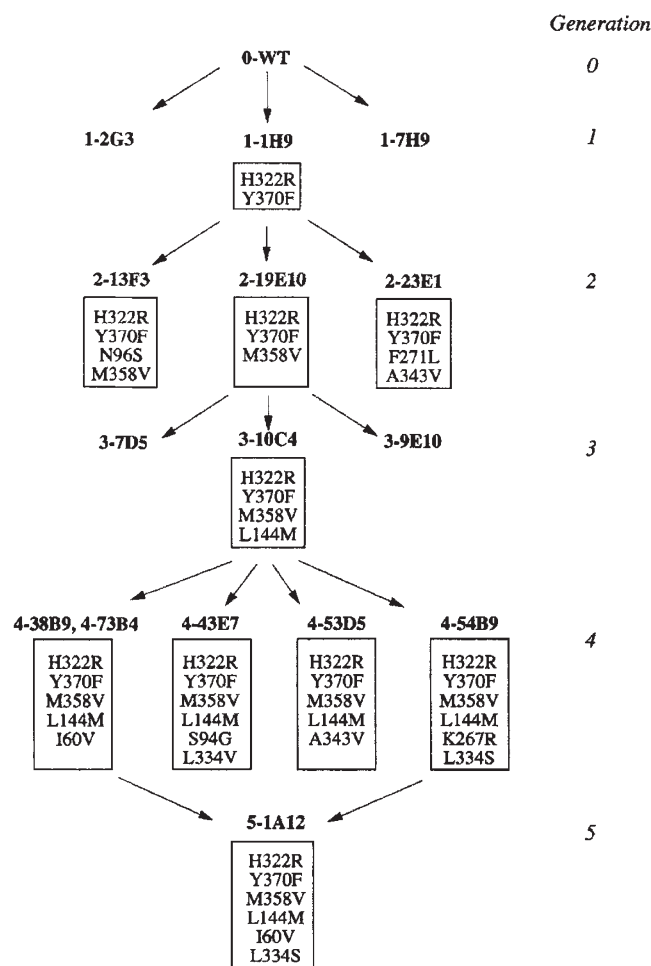 Generation
0-WT 0
1-2G3 1-1H9 1-7H9 1
H322R
Y370F
2-13F3 2-19E10 2-23E1 2
H322R
Y370F
N96S
M358V
H322R
Y370F
M358V
H322R
Y370F
F271L
A343V
3-7D5 3-10C4 3-9E10 3
H322R
Y370F
M358V
L144M
4-38B9, 4-73B4 4-43E7 4-53D5 4-54B9 4
H322R
Y370F
M358V
L144M
I60V
H322R
Y370F
M358V
L144M
S94G
L334V
H322R
Y370F
M358V
L144M
A343V
H322R
Y370F
M358V
L144M
K267R
L334S
5-1A12 5
H322R
Y370F
M358V
L144M
I60V
L334S